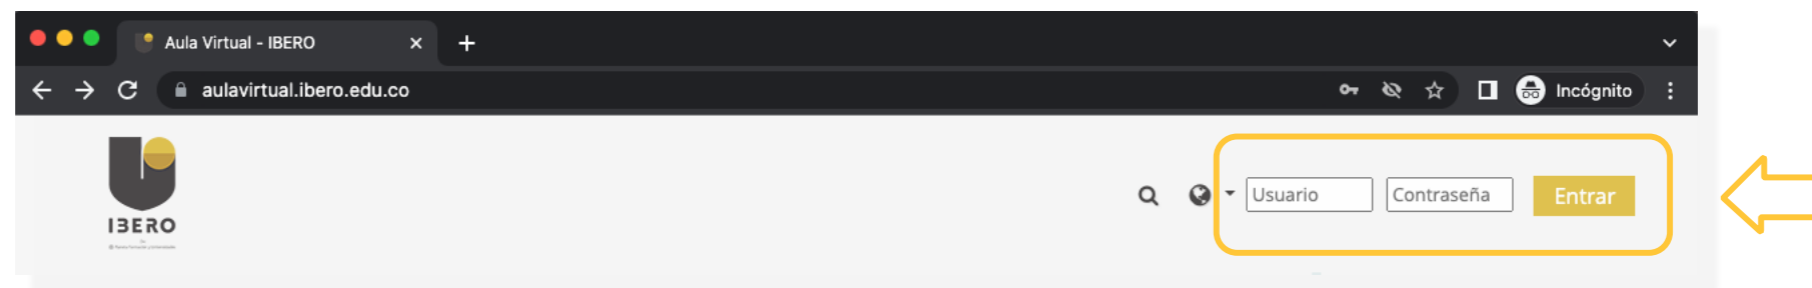 Aula Virtual - IBERO
aulavirtual.ibero.edu.co
Incógnito
Usuario Contraseña Entrar
IBERO